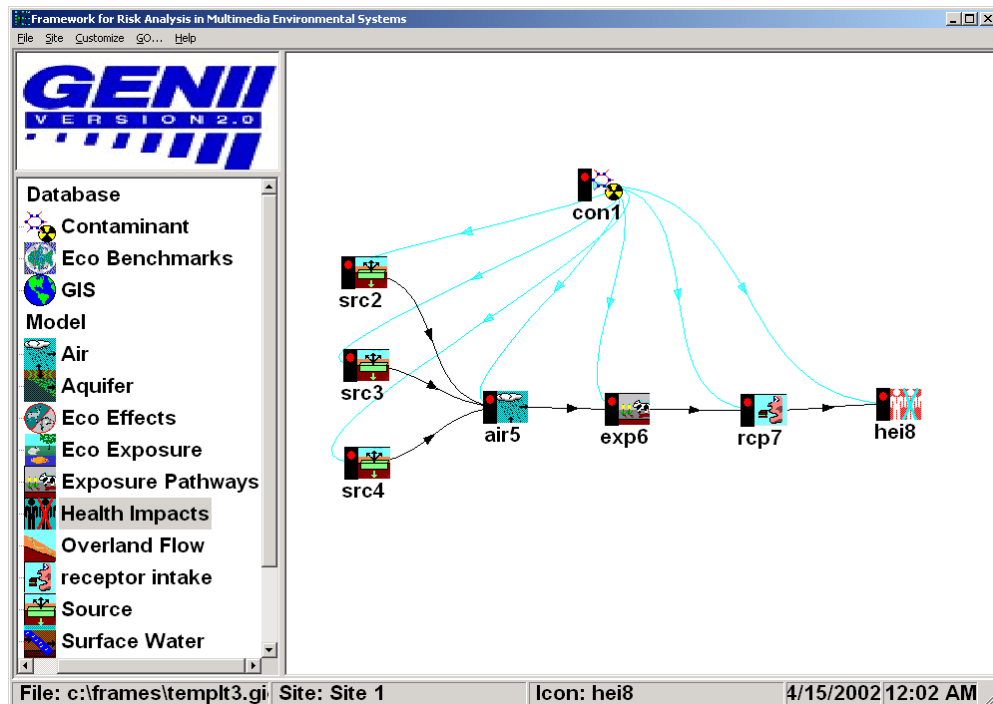 Framework for Risk Analysis in Multimedia Environmental Systems
File Site Customize GO... Help
GENII
VERSION 2.0
Database
Contaminant
Eco Benchmarks
GIS
Model
Air
Aquifer
Eco Effects
Eco Exposure
Exposure Pathways
Health Impacts
Overland Flow
receptor intake
Source
Surface Water
con1
src2
src3
src4
air5
exp6
rcp7
hei8
File: c:\frames\templt3.gi Site: Site 1 Icon: hei8 4/15/2002 12:02 AM